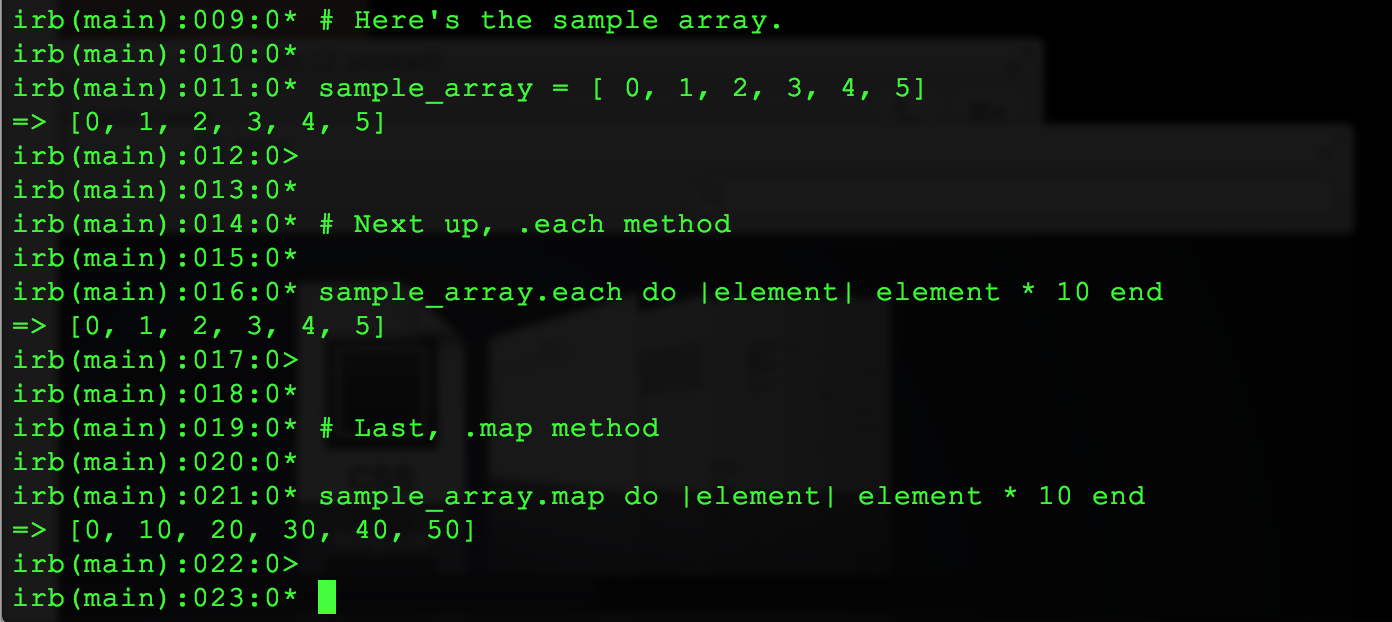 irb(main):009:0* # Here's the sample array.
irb(main):010:0*
irb(main):011:0* sample_array = [ 0, 1, 2, 3, 4, 5]
=> [0, 1, 2, 3, 4, 5]
irb(main):012:0>
irb(main):013:0*
irb(main):014:0* # Next up, .each method
irb(main):015:0*
irb(main):016:0* sample_array.each do |element| element * 10 end
=> [0, 1, 2, 3, 4, 5]
irb(main):017:0>
irb(main):018:0*
irb(main):019:0* # Last, .map method
irb(main):020:0*
irb(main):021:0* sample_array.map do |element| element * 10 end
=> [0, 10, 20, 30, 40, 50]
irb(main):022:0>
irb(main):023:0*